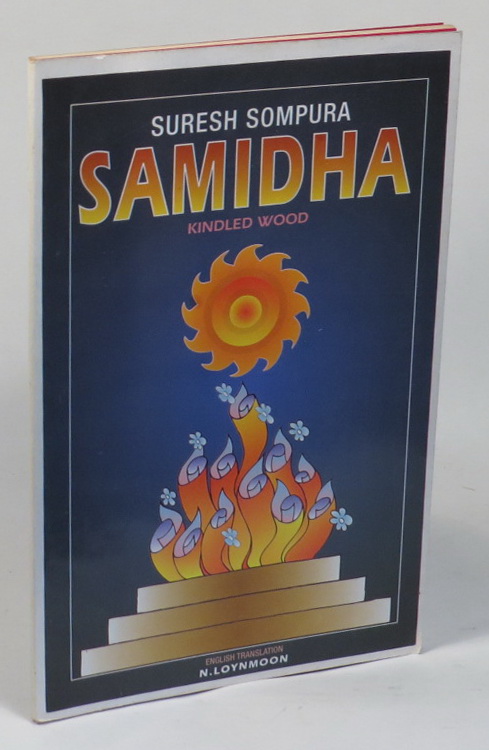 SURESH SOMPURA
SAMIDHA
KINDLED WOOD
ENGLISH TRANSLATION
N.LOYNMOON